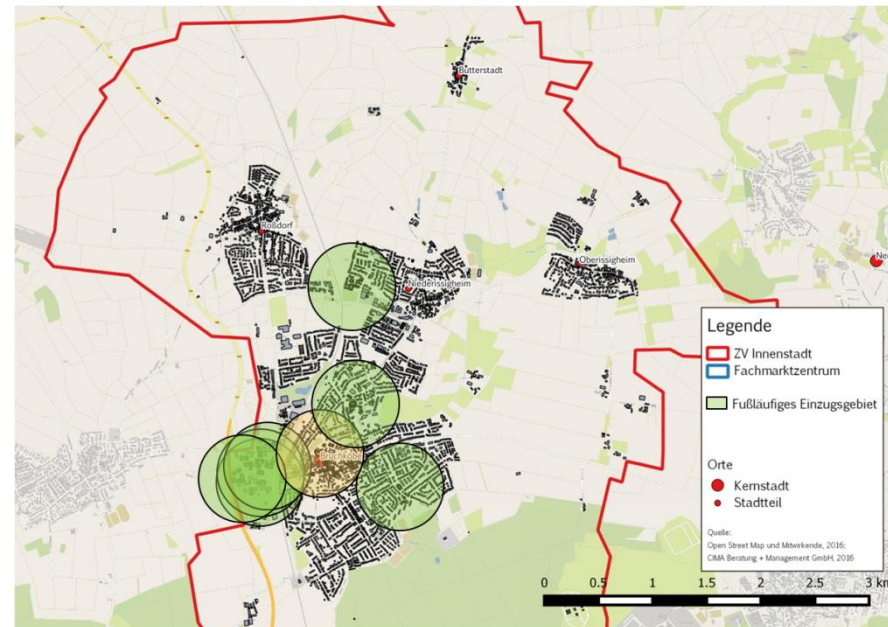 Butterstadt
Roßdorf
Oberissigheim
Niederissigheim
Bruchköbel
Legende
ZV Innenstadt
Fachmarktzentrum
Fußläufiges Einzugsgebiet
Orte
Kernstadt
Stadtteil
Quelle:
Open Street Map und Mitwirkende, 2016;
CIMA Beratung + Management GmbH, 2016
0 0.5 1 1.5 2 2.5 3 km